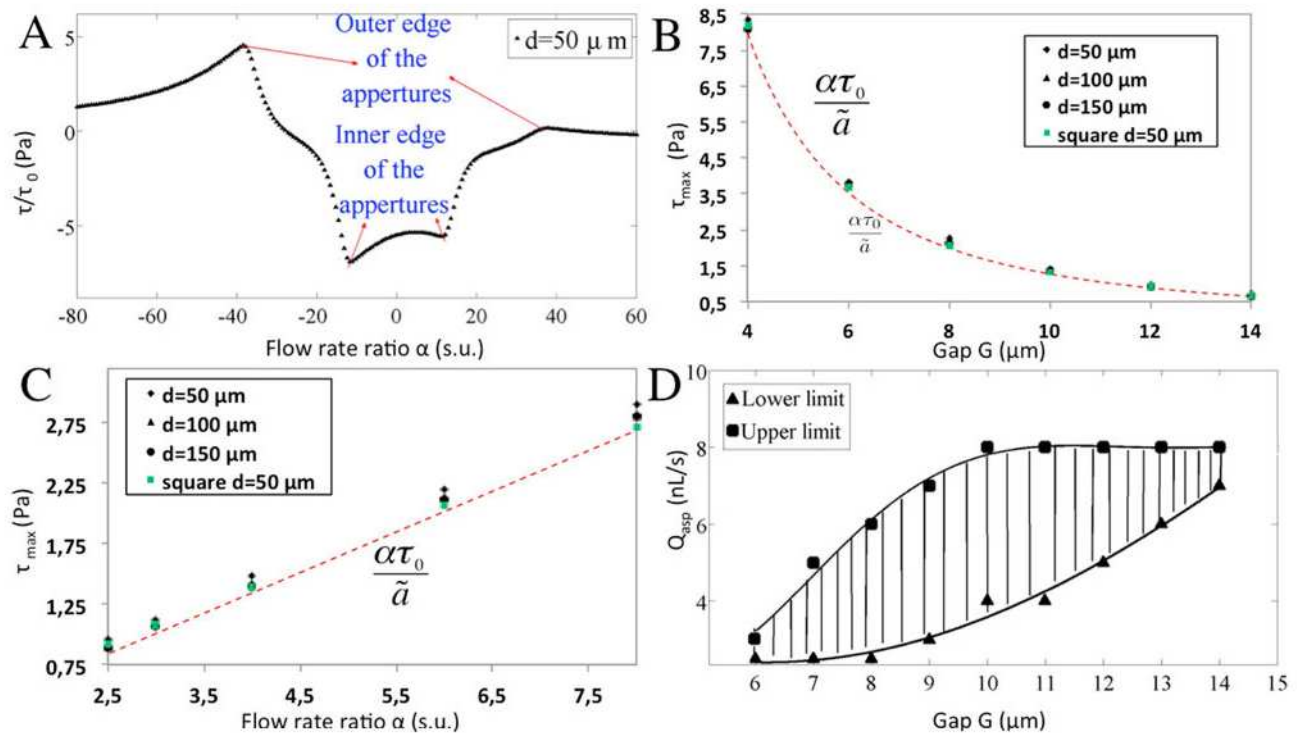 A
Outer edge
of the
appertures
Inner edge
of the
appertures
▲ d=50 μ m
5
0
-5
τ/τ₀ (Pa)
-80 -60 -40 -20 0 20 40 60
Flow rate ratio α (s.u.)
B
8,5
7,5
6,5
5,5
4,5
3,5
2,5
1,5
0,5
τmax (Pa)
ατ₀
ã
ατ₀
ã
d=50 μm
d=100 μm
d=150 μm
square d=50 μm
4 6 8 10 12 14
Gap G (μm)
C
d=50 μm
d=100 μm
d=150 μm
square d=50 μm
2,75
2,25
1,75
1,25
0,75
τ max (Pa)
ατ₀
ã
2,5 3,5 4,5 5,5 6,5 7,5
Flow rate ratio α (s.u.)
D
▲ Lower limit
■ Upper limit
10
8
6
4
Qasp (nL/s)
6 7 8 9 10 11 12 13 14 15
Gap G (μm)